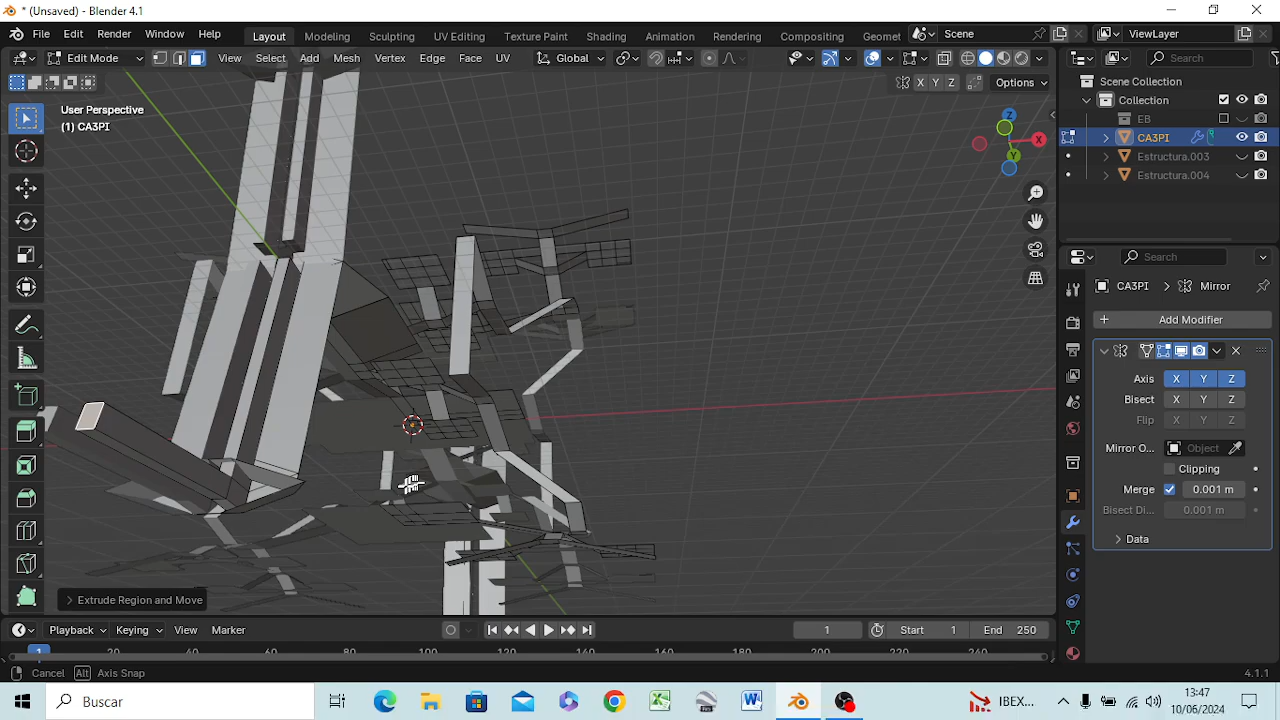 * (Unsaved) - Blender 4.1
File Edit Render Window Help Layout Modeling Sculpting UV Editing Texture Paint Shading Animation Rendering Geomet Scene ViewLayer
Edit Mode View Select Add Mesh Vertex Edge Face UV Global Search
X Y Z Options
User Perspective
(1) CA3PI
Scene Collection
Collection
EB
CA3PI
Estructura.003
Estructura.004
Z
X
Y
Search
CA3PI > Mirror
Add Modifier
Axis X Y Z
Bisect X Y Z
Flip X Y Z
Mirror O... Object
Clipping
Merge 0.001 m
Bisect Di... 0.001 m
Data
Extrude Region and Move
Playback Keying View Marker 1 Start 1 End 250
1 20 40 60 80 100 120 140 160 180 200 220 240
Cancel Alt Axis Snap 4.1.1
Buscar
IBEX...
3:47
10/06/2024